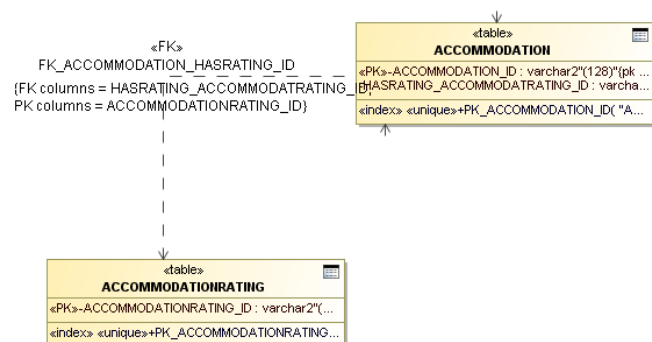 «FK»
FK_ACCOMMODATION_HASRATING_ID
{FK columns = HASRATING_ACCOMMODATRATING_ID,
PK columns = ACCOMMODATIONRATING_ID}
«table»
ACCOMMODATION
«PK»-ACCOMMODATION_ID : varchar2"(128)"{pk ...
HASRATING_ACCOMMODATRATING_ID : varcha...
«index» «unique»+PK_ACCOMMODATION_ID( "A...
«table»
ACCOMMODATIONRATING
«PK»-ACCOMMODATIONRATING_ID : varchar2"(...
«index» «unique»+PK_ACCOMMODATIONRATING...